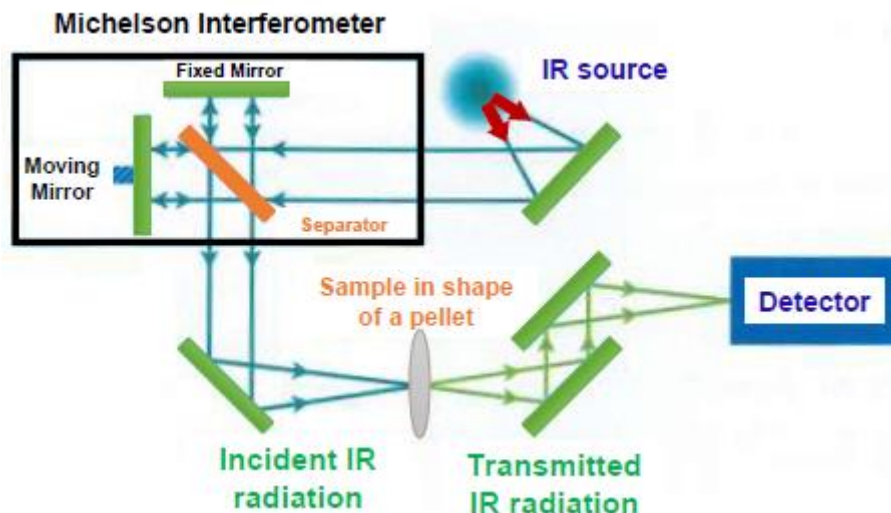 Michelson Interferometer
Fixed Mirror
IR source
Moving
Mirror
Separator
Sample in shape
of a pellet
Detector
Incident IR
radiation
Transmitted
IR radiation